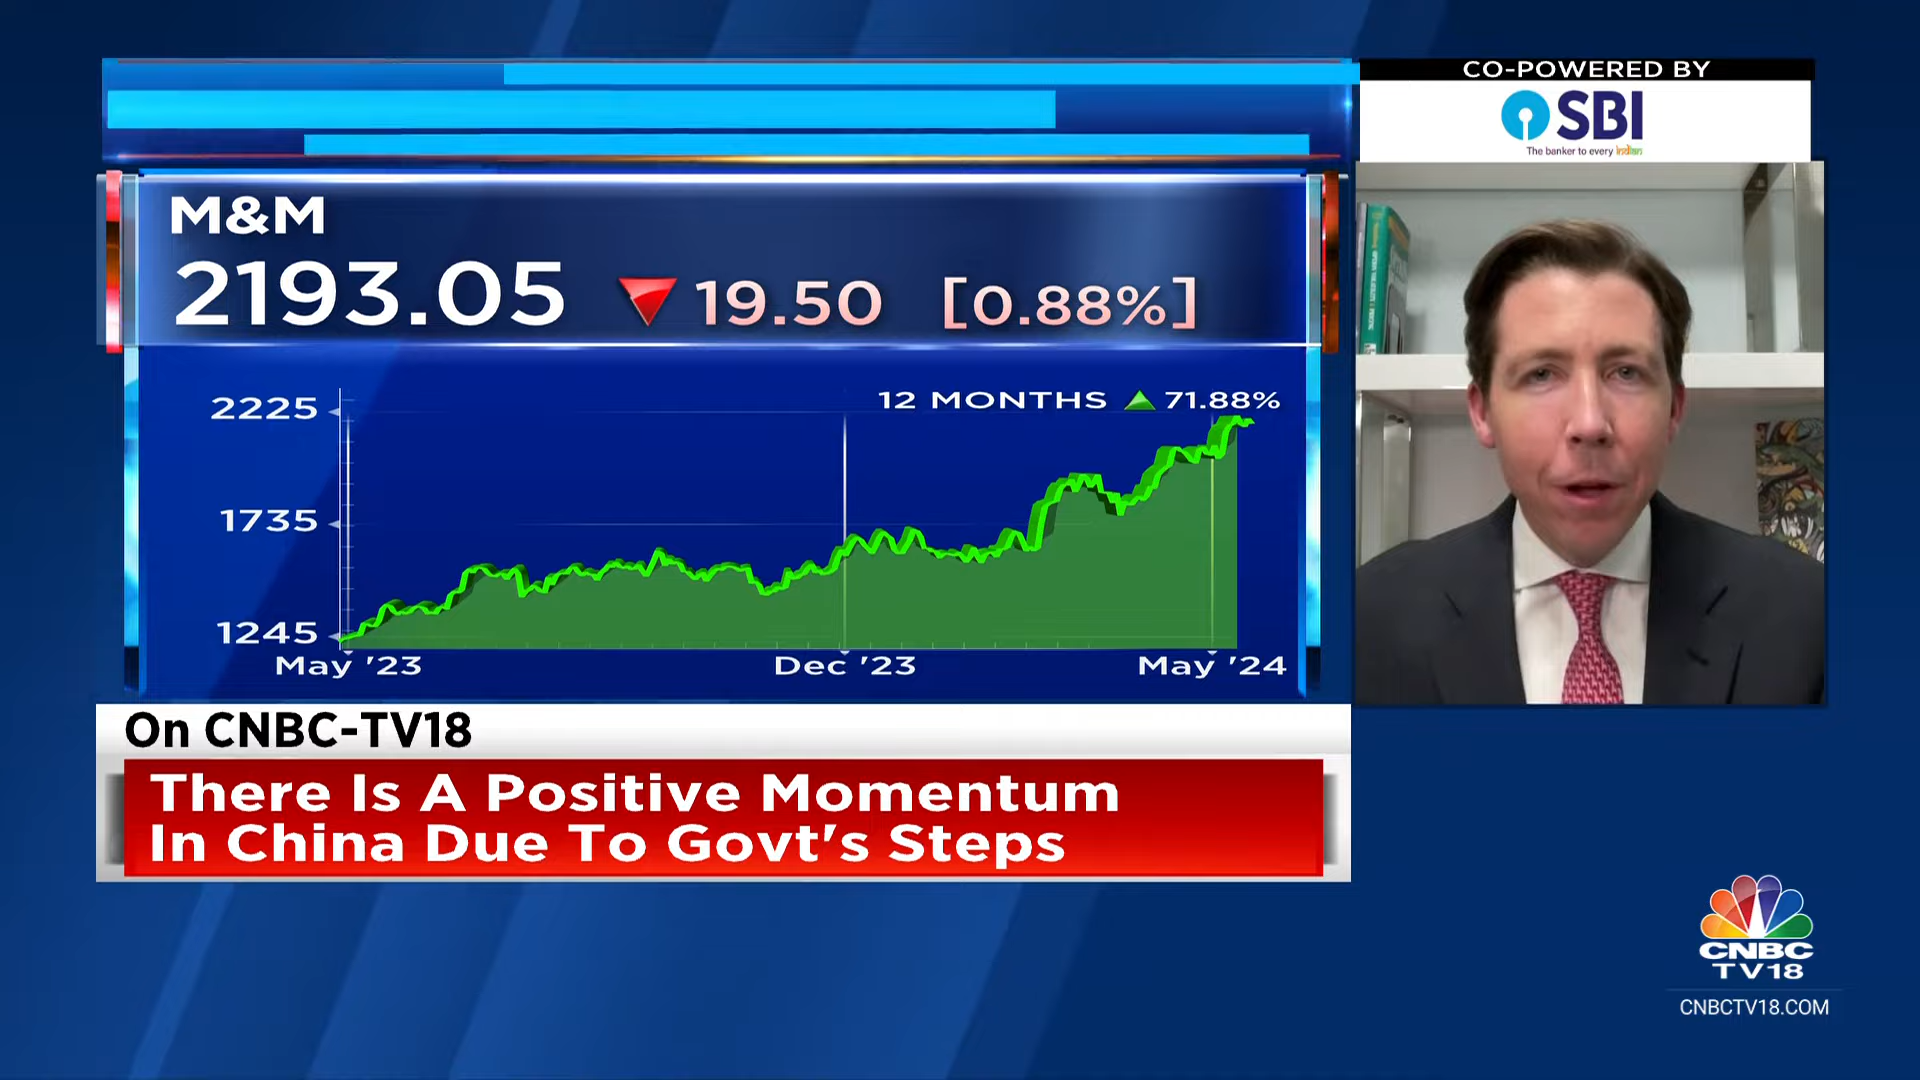 CO-POWERED BY
SBI
The banker to every indian
M&M
2193.05 ▼ 19.50 [0.88%]
12 MONTHS ▲ 71.88%
2225
1735
1245
May '23 Dec '23 May '24
On CNBC-TV18
There Is A Positive Momentum
In China Due To Govt's Steps
CNBC
TV18
CNBCTV18.COM